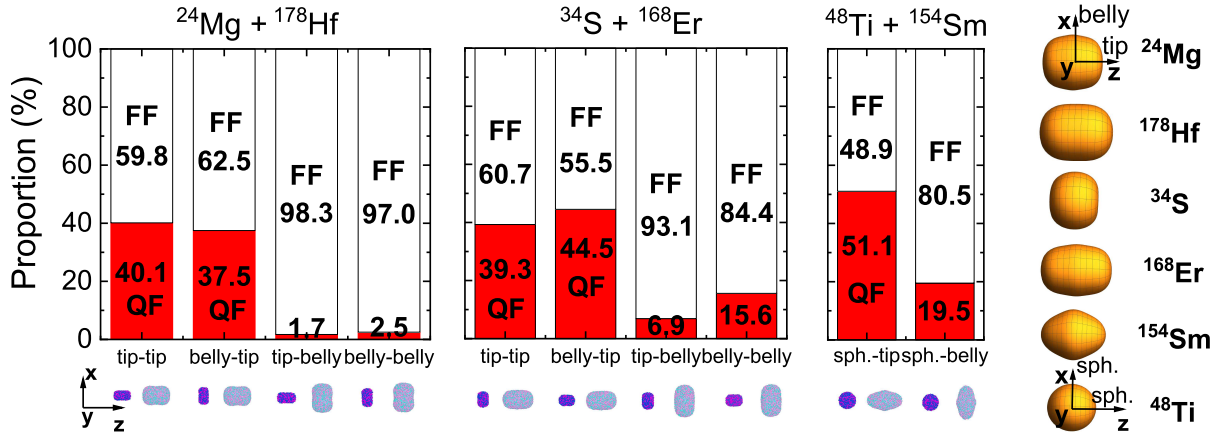 ²⁴Mg + ¹⁷⁸Hf
³⁴S + ¹⁶⁸Er
⁴⁸Ti + ¹⁵⁴Sm
Proportion (%)
100
80
60
40
20
0
FF
59.8
40.1
QF
FF
62.5
37.5
QF
FF
98.3
1.7
FF
97.0
2.5
tip-tip
belly-tip
tip-belly
belly-belly
FF
60.7
39.3
QF
FF
55.5
44.5
QF
FF
93.1
6.9
FF
84.4
15.6
tip-tip
belly-tip
tip-belly
belly-belly
FF
48.9
51.1
QF
FF
80.5
19.5
sph.-tip
sph.-belly
x
y
z
x
belly
tip
y
z
²⁴Mg
¹⁷⁸Hf
³⁴S
¹⁶⁸Er
¹⁵⁴Sm
x
sph.
sph.
y
z
⁴⁸Ti